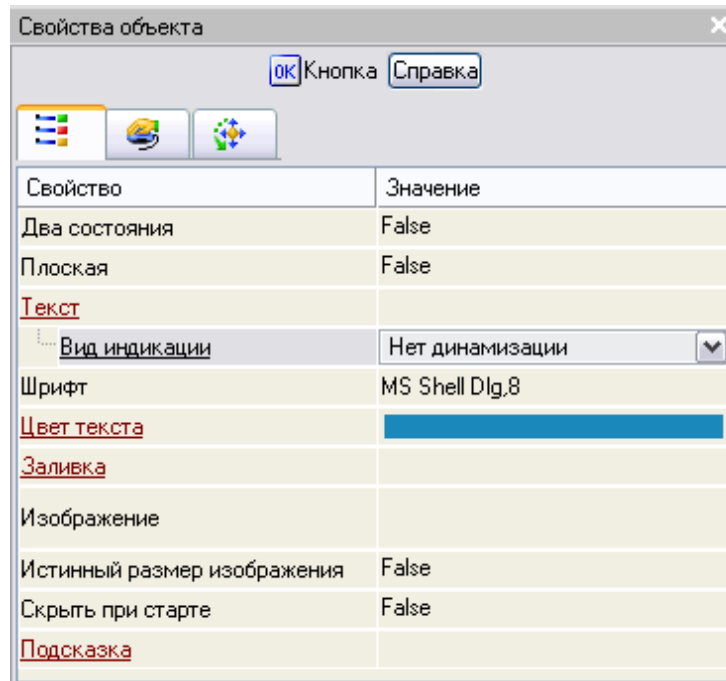 Свойства объекта
OK Кнопка Справка
Свойство Значение
Два состояния False
Плоская False
Текст
Вид индикации Нет динамизации
Шрифт MS Shell Dlg,8
Цвет текста
Заливка
Изображение
Истинный размер изображения False
Скрыть при старте False
Подсказка